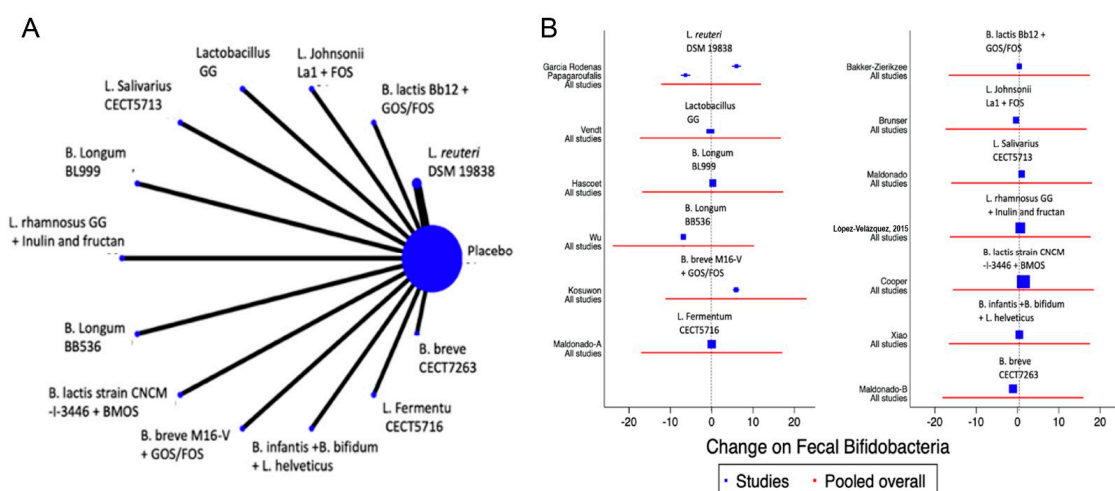 A
Lactobacillus
GG
L. Johnsonii
La1 + FOS
B. lactis Bb12 +
GOS/FOS
L. Salivarius
CECT5713
L. reuteri
DSM 19838
B. Longum
BL999
L. rhamnosus GG
+ Inulin and fructan
Placebo
B. Longum
BB536
B. breve
CECT7263
B. lactis strain CNCM
-I-3446 + BMOS
L. Fermentu
CECT5716
B. breve M16-V
+ GOS/FOS
B. infantis +B. bifidum
+ L. helveticus
B
L. reuteri
DSM 19838
Garcia Rodenas
Papagaroufalis
All studies
Lactobacillus
GG
Vendt
All studies
B. Longum
BL999
Hascoet
All studies
B. Longum
BB536
Wu
All studies
B. breve M16-V
+ GOS/FOS
Kosuwon
All studies
L. Fermentum
CECT5716
Maldonado-A
All studies
-20 -10 0 10 20
B. lactis Bb12 +
GOS/FOS
Bakker-Zierikzee
All studies
L. Johnsonii
La1 + FOS
Brunser
All studies
L. Salivarius
CECT5713
Maldonado
All studies
L. rhamnosus GG
+ Inulin and fructan
López-Velazquez, 2015
All studies
B. lactis strain CNCM
-I-3446 + BMOS
Cooper
All studies
B. infantis +B. bifidum
+ L. helveticus
Xiao
All studies
B. breve
CECT7263
Maldonado-B
All studies
-20 -10 0 10 20
Change on Fecal Bifidobacteria
Studies Pooled overall